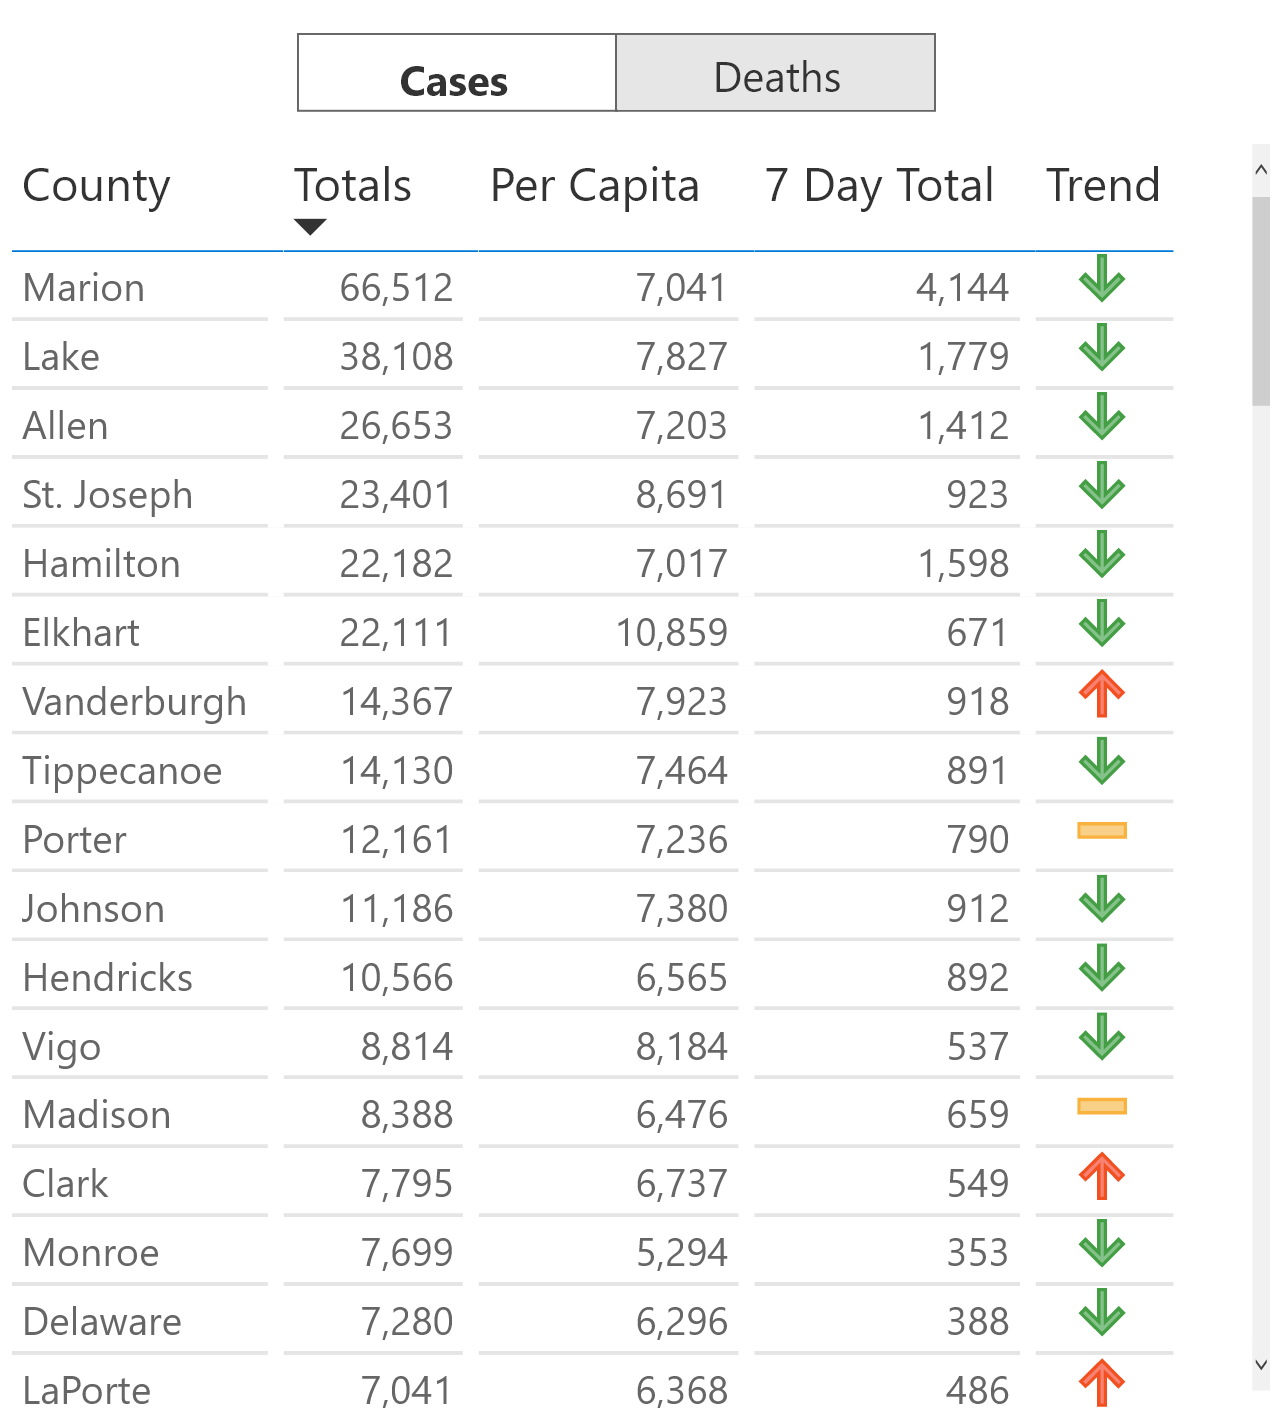 Cases Deaths
County Totals Per Capita 7 Day Total Trend
Marion 66,512 7,041 4,144
Lake 38,108 7,827 1,779
Allen 26,653 7,203 1,412
St. Joseph 23,401 8,691 923
Hamilton 22,182 7,017 1,598
Elkhart 22,111 10,859 671
Vanderburgh 14,367 7,923 918
Tippecanoe 14,130 7,464 891
Porter 12,161 7,236 790
Johnson 11,186 7,380 912
Hendricks 10,566 6,565 892
Vigo 8,814 8,184 537
Madison 8,388 6,476 659
Clark 7,795 6,737 549
Monroe 7,699 5,294 353
Delaware 7,280 6,296 388
LaPorte 7,041 6,368 486